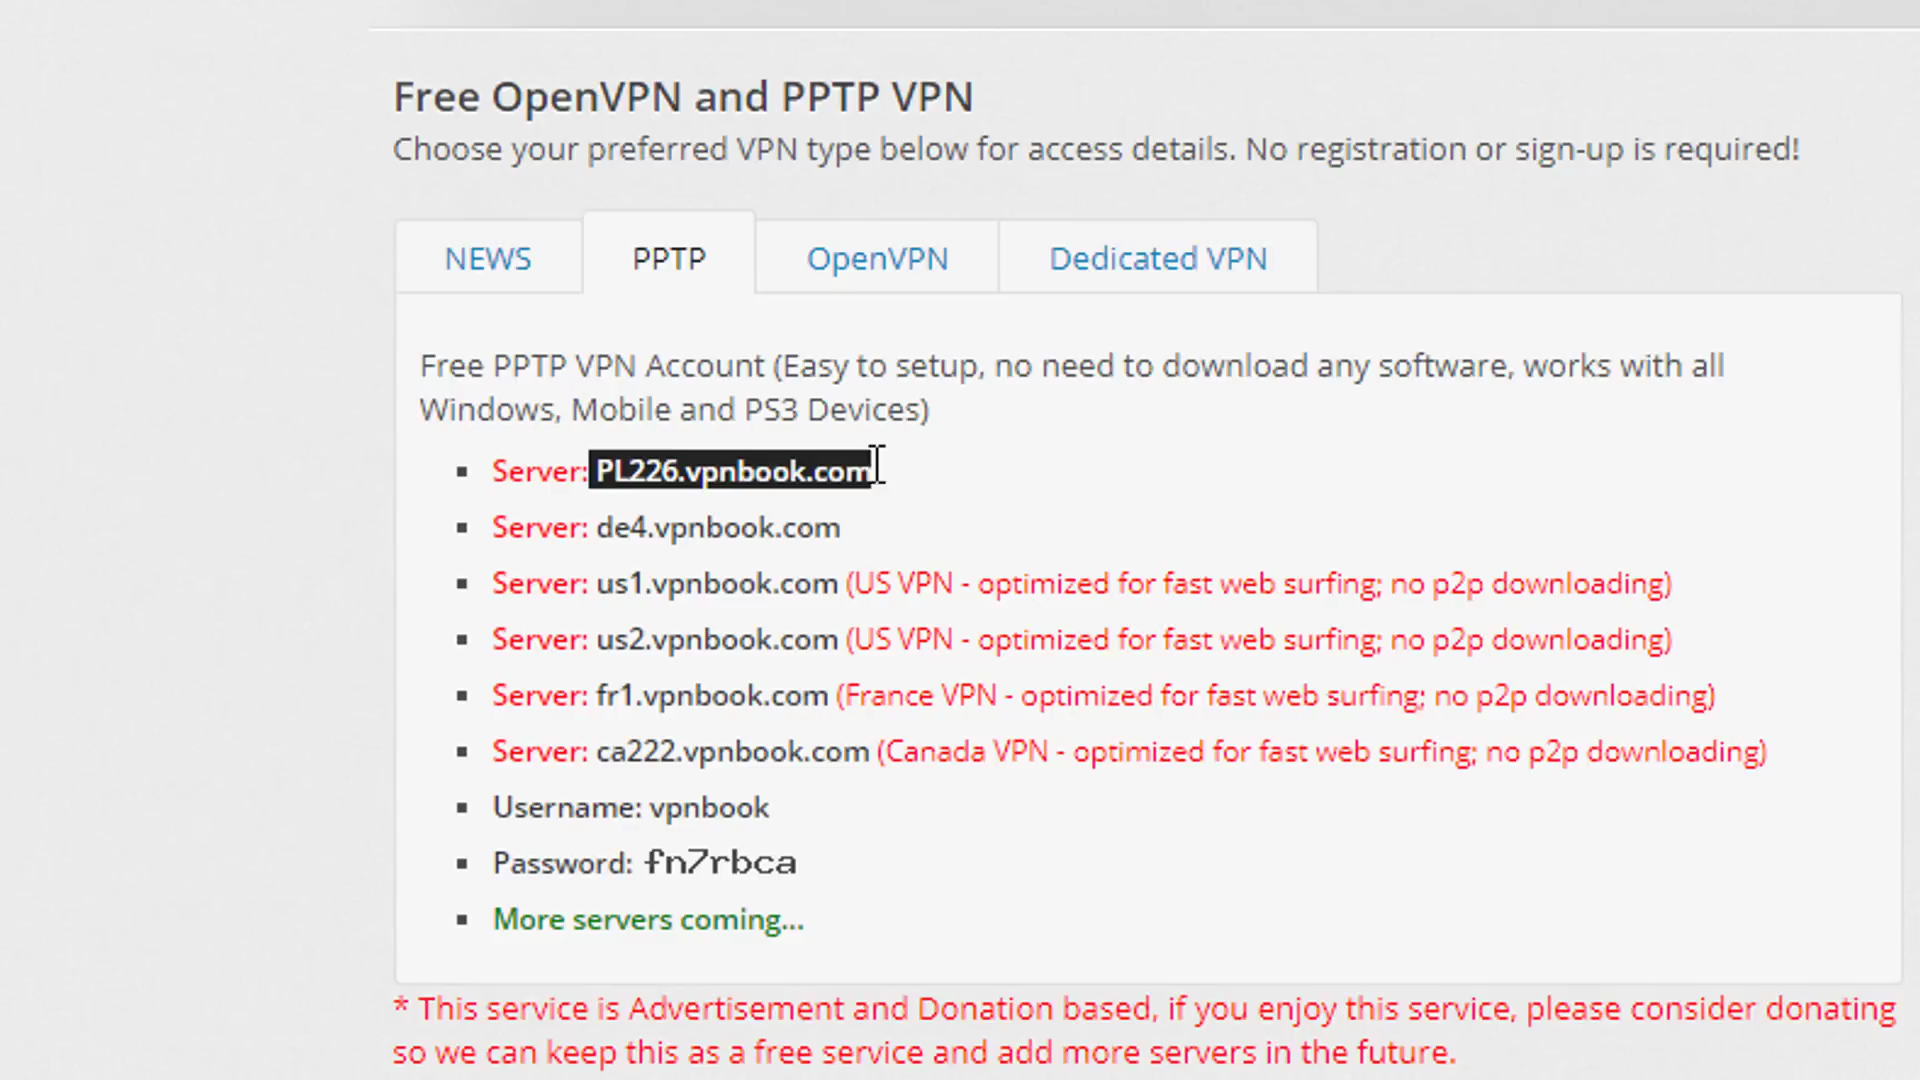 Free OpenVPN and PPTP VPN
Choose your preferred VPN type below for access details. No registration or sign-up is required!
NEWS PPTP OpenVPN Dedicated VPN
Free PPTP VPN Account (Easy to setup, no need to download any software, works with all
Windows, Mobile and PS3 Devices)
Server: PL226.vpnbook.com
Server: de4.vpnbook.com
Server: us1.vpnbook.com (US VPN - optimized for fast web surfing; no p2p downloading)
Server: us2.vpnbook.com (US VPN - optimized for fast web surfing; no p2p downloading)
Server: fr1.vpnbook.com (France VPN - optimized for fast web surfing; no p2p downloading)
Server: ca222.vpnbook.com (Canada VPN - optimized for fast web surfing; no p2p downloading)
Username: vpnbook
Password: fn7rbca
More servers coming...
* This service is Advertisement and Donation based, if you enjoy this service, please consider donating
so we can keep this as a free service and add more servers in the future.